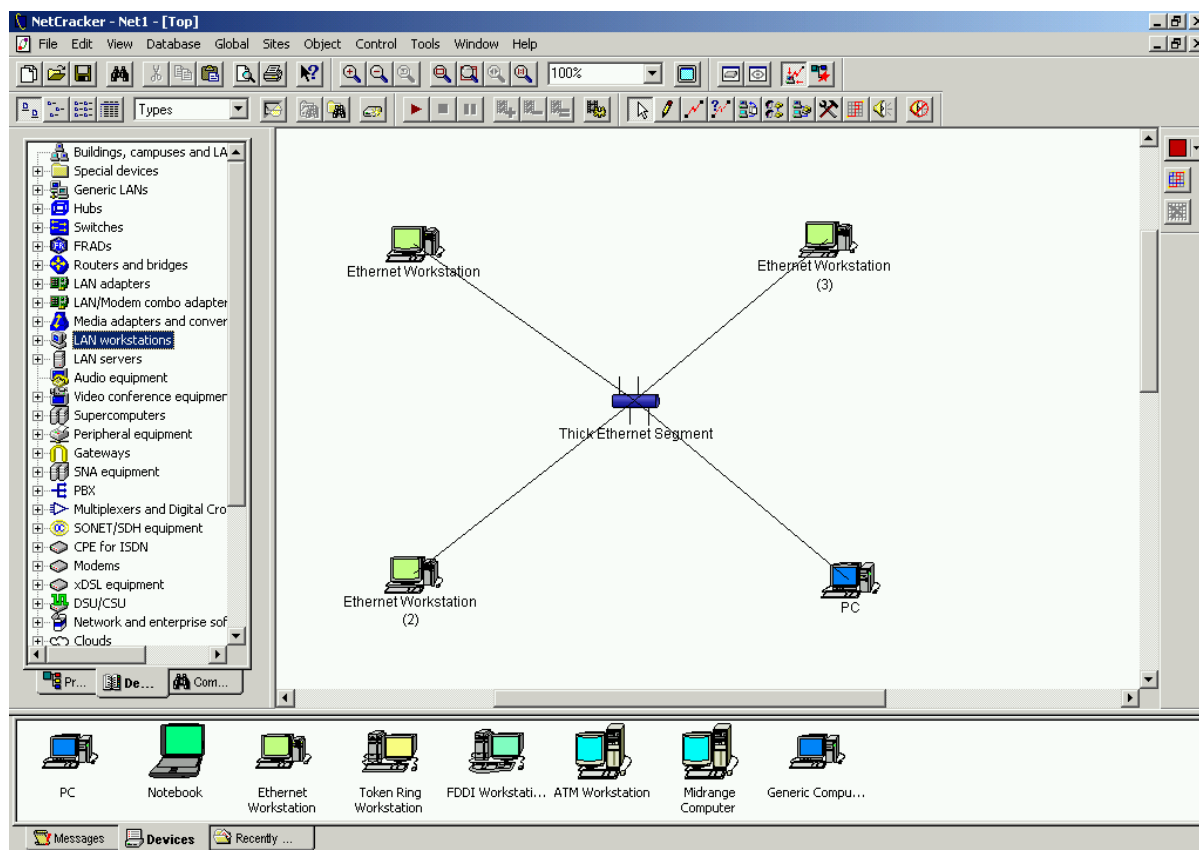 NetCracker - Net1 - [Top]
File Edit View Database Global Sites Object Control Tools Window Help
100%
Types
Buildings, campuses and LA
Special devices
Generic LANs
Hubs
Switches
FRADs
Routers and bridges
LAN adapters
LAN/Modem combo adapter
Media adapters and conver
LAN workstations
LAN servers
Audio equipment
Video conference equipmer
Supercomputers
Peripheral equipment
Gateways
SNA equipment
PBX
Multiplexers and Digital Cro
SONET/SDH equipment
CPE for ISDN
Modems
xDSL equipment
DSU/CSU
Network and enterprise sof
Clouds
Pr... De... Com...
Ethernet Workstation
Ethernet Workstation
(3)
Thick Ethernet Segment
Ethernet Workstation
(2)
PC
PC
Notebook
Ethernet
Workstation
Token Ring
Workstation
FDDI Workstati...
ATM Workstation
Midrange
Computer
Generic Compu...
Messages Devices Recently ...